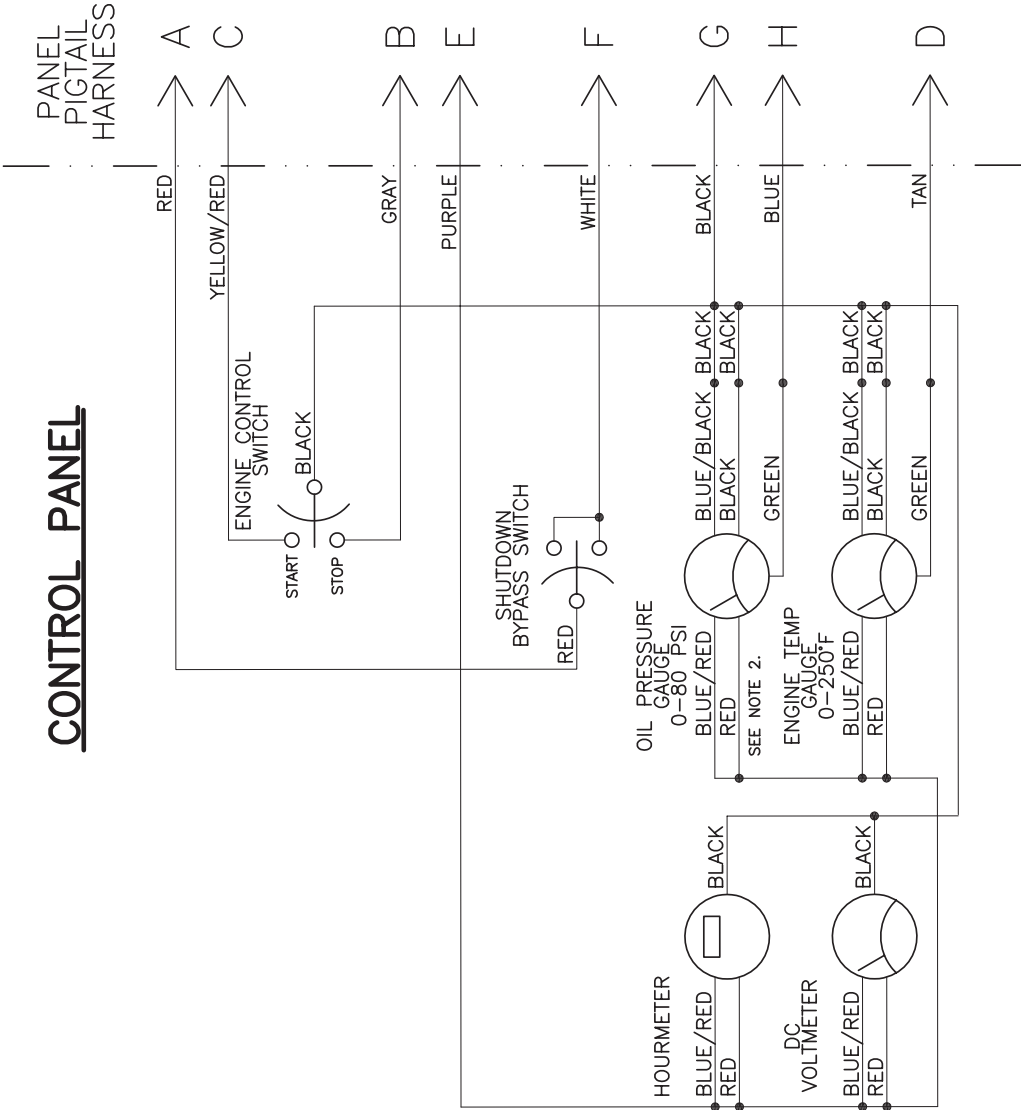 CONTROL PANEL
PANEL
PIGTAIL
HARNESS
A
C
B
E
F
G
H
D
RED
YELLOW/RED
GRAY
PURPLE
WHITE
BLACK
BLUE
TAN
ENGINE CONTROL
SWITCH
BLACK
START
STOP
SHUTDOWN
BYPASS SWITCH
RED
BLACK
BLACK
BLACK
BLACK
BLUE/BLACK
BLACK
GREEN
BLUE/BLACK
BLACK
GREEN
OIL PRESSURE
GAUGE
0-80 PSI
BLUE/RED
RED
SEE NOTE 2.
ENGINE TEMP
GAUGE
0-250°F
BLUE/RED
RED
BLACK
BLACK
HOURMETER
BLUE/RED
RED
DC
VOLTMETER
BLUE/RED
RED